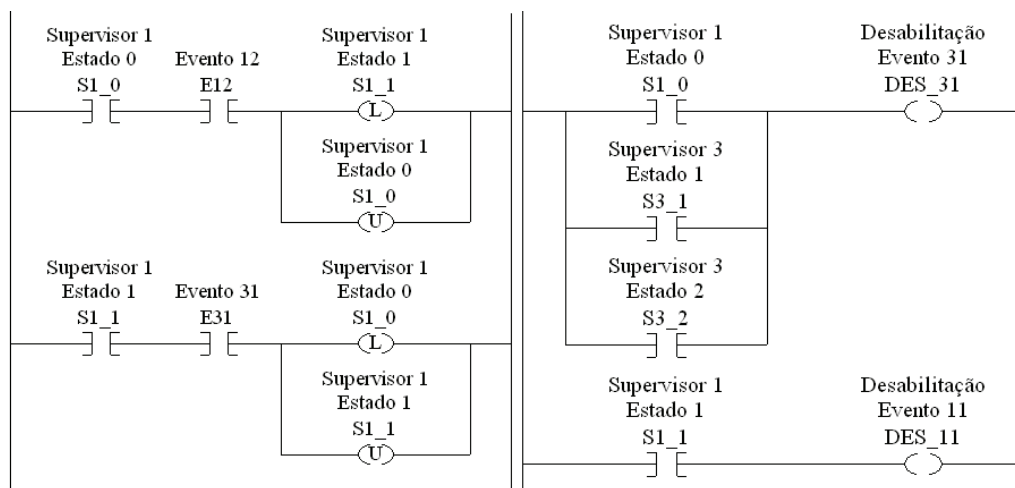 Supervisor 1
Estado 0
S1_0
Evento 12
E12
Supervisor 1
Estado 1
S1_1
L
Supervisor 1
Estado 0
S1_0
U
Supervisor 1
Estado 1
S1_1
Evento 31
E31
Supervisor 1
Estado 0
S1_0
L
Supervisor 1
Estado 1
S1_1
U
Supervisor 1
Estado 0
S1_0
Desabilitação
Evento 31
DES_31
Supervisor 3
Estado 1
S3_1
Supervisor 3
Estado 2
S3_2
Supervisor 1
Estado 1
S1_1
Desabilitação
Evento 11
DES_11